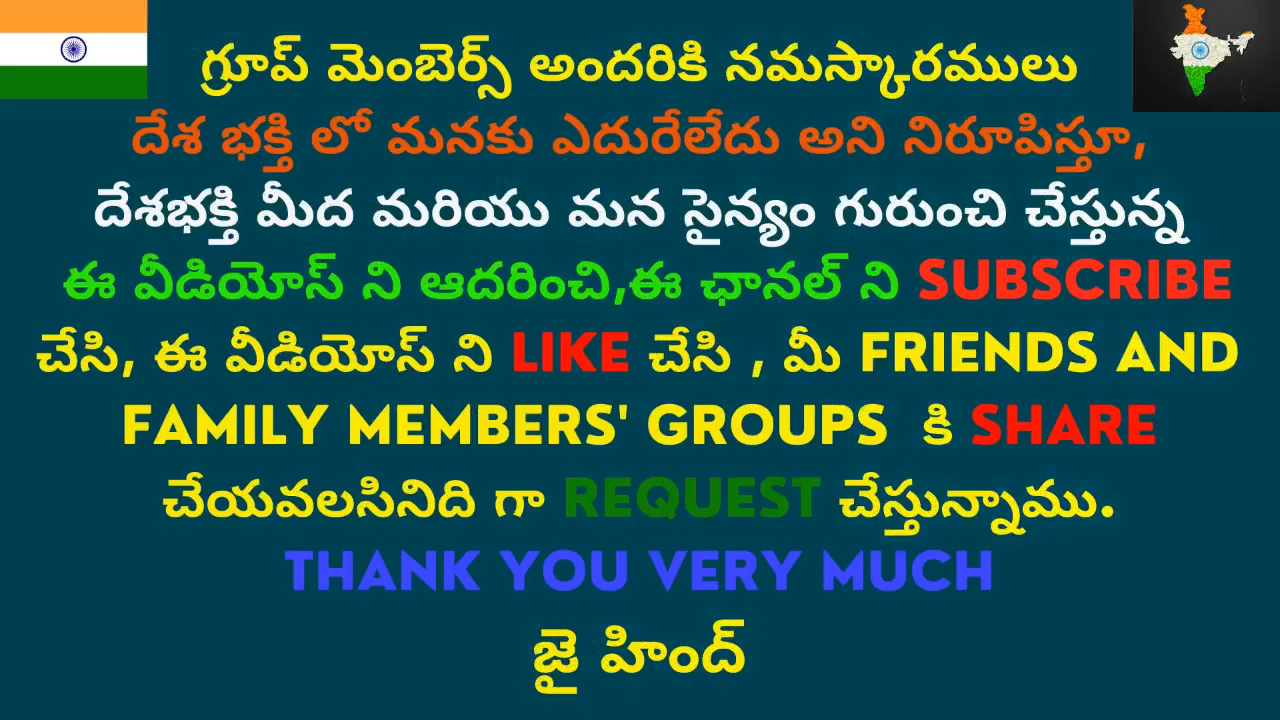 గ్రూప్ మెంబెర్స్ అందరికి నమస్కారములు
దేశ భక్తి లో మనకు ఎదురేలేదు అని నిరూపిస్తూ,
దేశభక్తి మీద మరియు మన సైన్యం గురుంచి చేస్తున్న
ఈ వీడియోస్ ని ఆదరించి,ఈ ఛానల్ ని SUBSCRIBE
చేసి, ఈ వీడియోస్ ని LIKE చేసి , మీ FRIENDS AND
FAMILY MEMBERS' GROUPS కి SHARE
చేయవలసినిది గా REQUEST చేస్తున్నాము.
THANK YOU VERY MUCH
జై హింద్